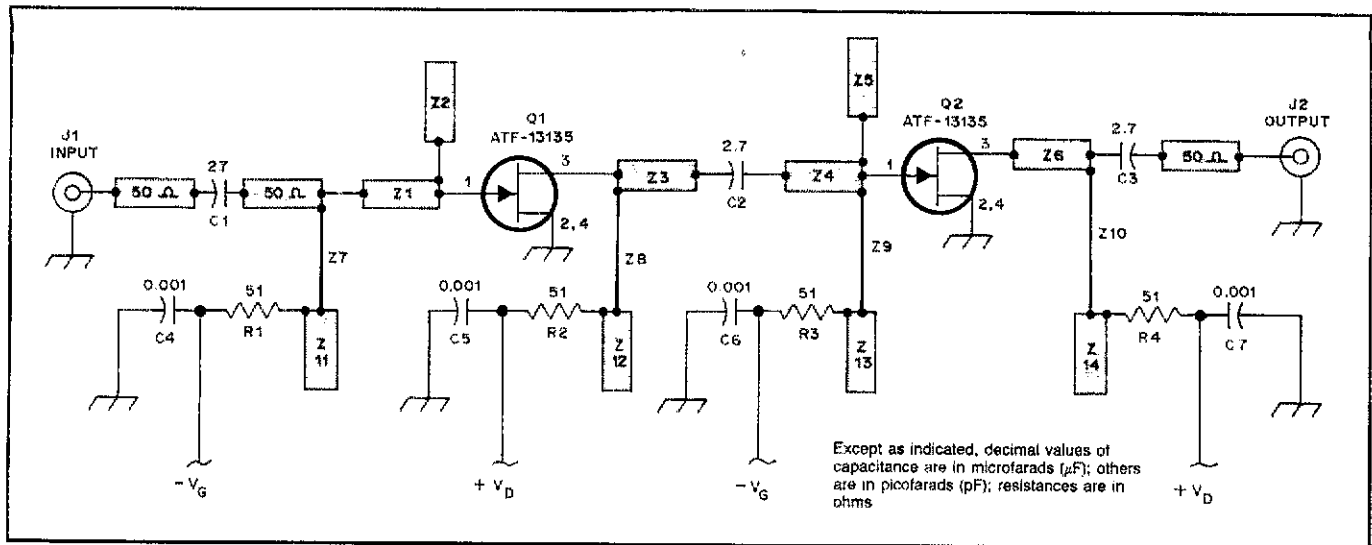 J1
INPUT
50 Ω
27
C1
50 Ω
Z1
Z2
Q1
ATF-13135
1
3
2,4
Z3
2.7
C2
Z4
Z5
Q2
ATF-13135
1
3
2,4
Z6
2.7
C3
50 Ω
J2
OUTPUT
Z7
Z8
Z9
Z10
0.001
C4
51
R1
Z
11
0.001
C5
51
R2
Z
12
0.001
C6
51
R3
Z
13
Z
14
51
R4
0.001
C7
- VG
+ VD
- VG
+ VD
Except as indicated, decimal values of
capacitance are in microfarads (μF); others
are in picofarads (pF); resistances are in
ohms